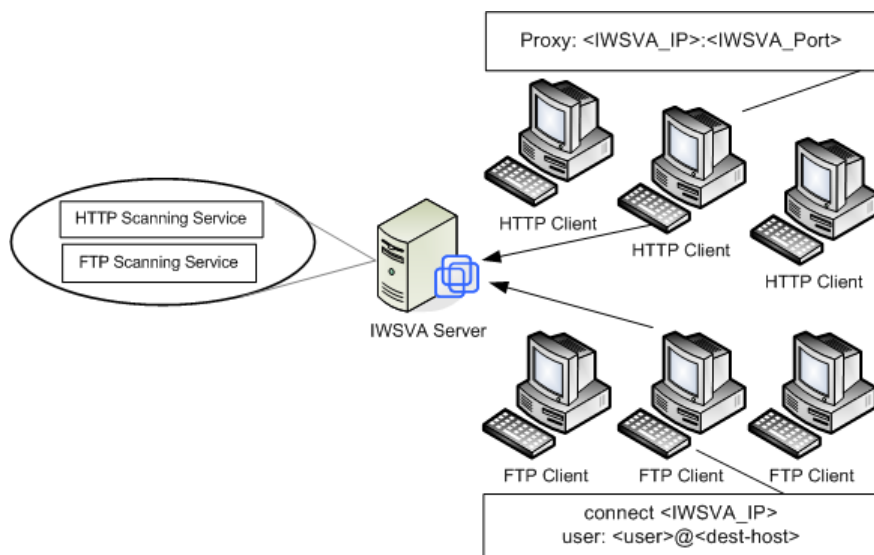 Proxy: <IWSVA_IP>:<IWSVA_Port>
HTTP Client
HTTP Client
HTTP Client
HTTP Scanning Service
FTP Scanning Service
IWSVA Server
FTP Client
FTP Client
FTP Client
connect <IWSVA_IP>
user: <user>@<dest-host>